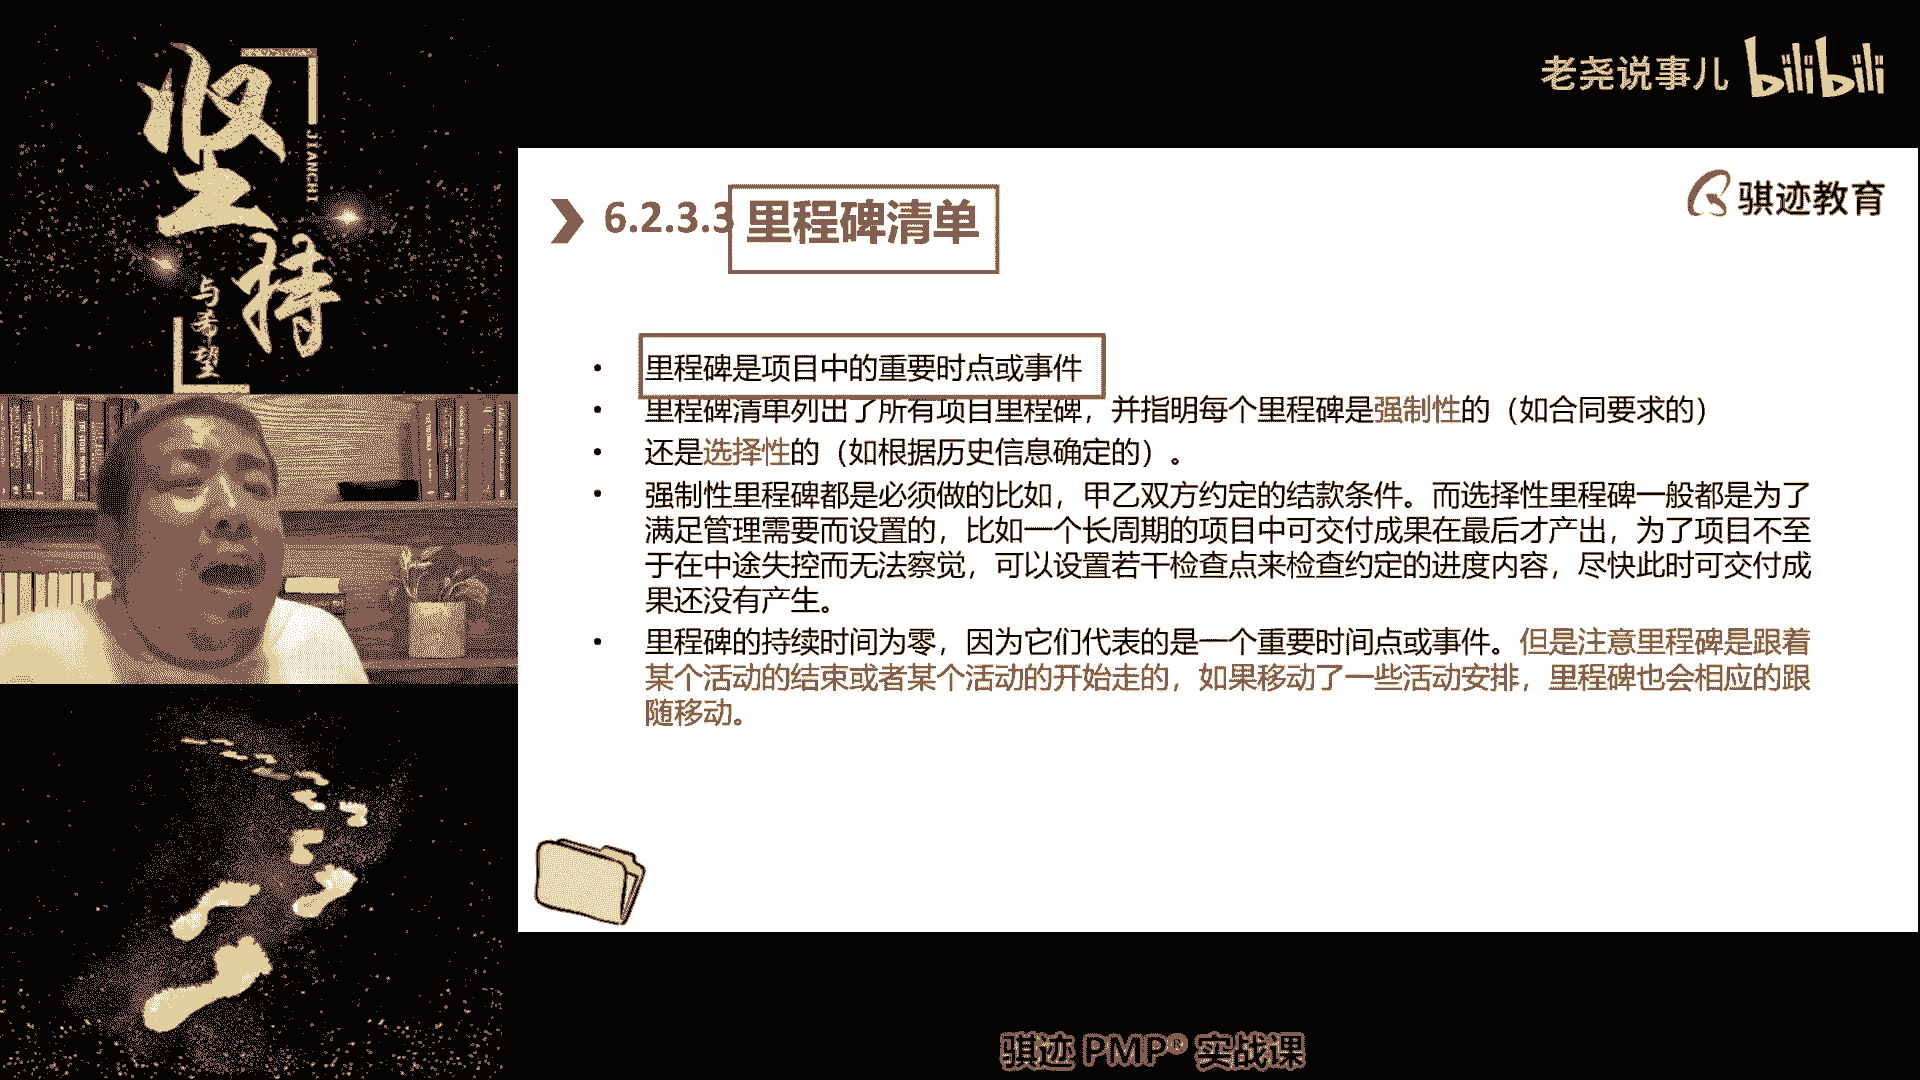 坚持
JIANCHI
与希望
老尧说事儿 bilibili
骐迹教育
6.2.3.3 里程碑清单
• 里程碑是项目中的重要时点或事件
• 里程碑清单列出了所有项目里程碑，并指明每个里程碑是强制性的（如合同要求的）
• 还是选择性的（如根据历史信息确定的）。
• 强制性里程碑都是必须做的比如，甲乙双方约定的结款条件。而选择性里程碑一般都是为了
满足管理需要而设置的，比如一个长周期的项目中可交付成果在最后才产出，为了项目不至
于在中途失控而无法察觉，可以设置若干检查点来检查约定的进度内容，尽快此时可交付成
果还没有产生。
• 里程碑的持续时间为零，因为它们代表的是一个重要时间点或事件。但是注意里程碑是跟着
某个活动的结束或者某个活动的开始走的，如果移动了一些活动安排，里程碑也会相应的跟
随移动。
骐迹 PMP® 实战课